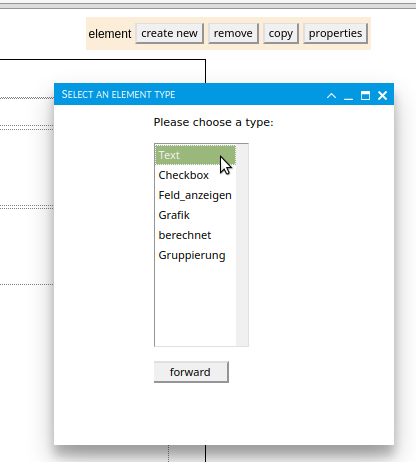 element create new remove copy properties
SELECT AN ELEMENT TYPE
Please choose a type:
Text
Checkbox
Feld_anzeigen
Grafik
berechnet
Gruppierung
forward